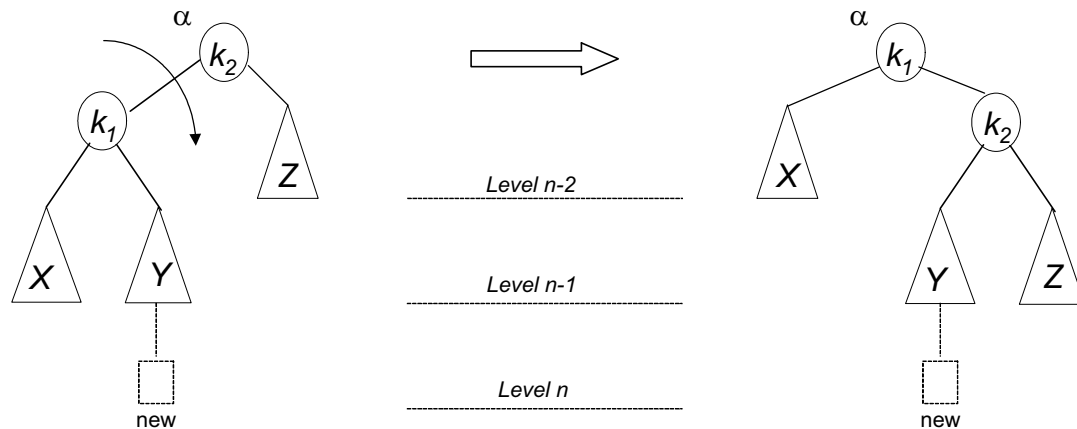 α
α
k₂
k₁
k₁
k₂
Z
X
Level n-2
X
Y
Y
Z
Level n-1
Level n
new
new